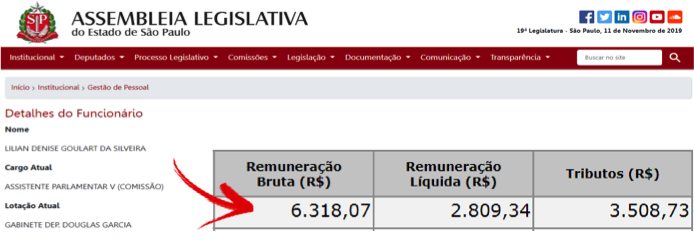 ASSEMBLEIA LEGISLATIVA
do Estado de São Paulo
19ª Legislatura - São Paulo, 11 de Novembro de 2019
Institucional Deputados Processo Legislativo Comissões Legislação Documentação Comunicação Transparência Buscar no site
Início › Institucional › Gestão de Pessoal
Detalhes do Funcionário
Nome
LILIAN DENISE GOULART DA SILVEIRA
Cargo Atual
ASSISTENTE PARLAMENTAR V (COMISSÃO)
Lotação Atual
GABINETE DEP. DOUGLAS GARCIA
Remuneração
Bruta (R$)
Remuneração
Líquida (R$)
Tributos (R$)
6.318,07 2.809,34 3.508,73